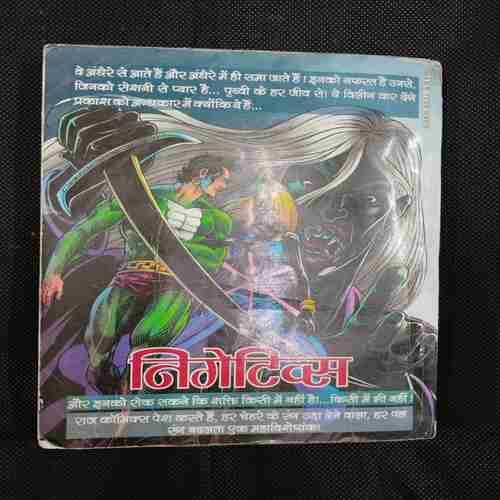 वे अंधेरे से आते हैं और अंधेरे में ही समा जाते हैं! इनको नफरत है उनसे,
जिनको रोशनी से प्यार है... पृथ्वी के हर जीव से! वे विलीन कर देंगे
प्रकाश को अन्धकार में क्योंकि ये हैं...
निगेटिव्स
और इनको रोक सकने कि शक्ति किसी में नहीं है!...किसी में भी नहीं!
राज कॉमिक्स पेश करते हैं, हर चेहरे के रंग उड़ा देने वाला, हर पल
रंग बदलता एक महाविशेषांक!